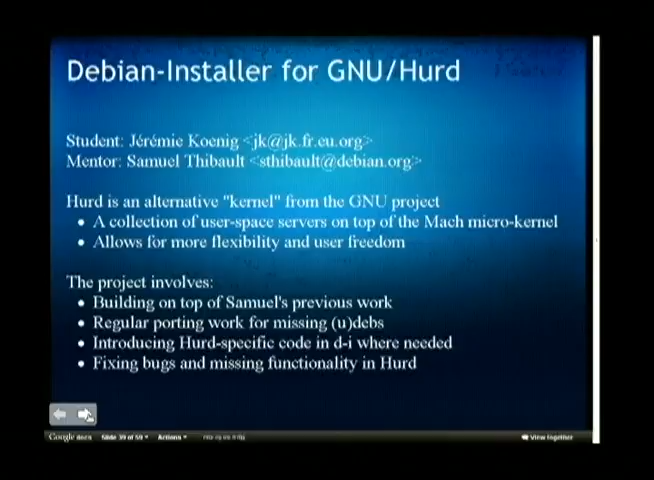 Debian-Installer for GNU/Hurd
Student: Jérémie Koenig <jk@jk.fr.eu.org>
Mentor: Samuel Thibault <sthibault@debian.org>
Hurd is an alternative "kernel" from the GNU project
• A collection of user-space servers on top of the Mach micro-kernel
• Allows for more flexibility and user freedom
The project involves:
• Building on top of Samuel's previous work
• Regular porting work for missing (u)debs
• Introducing Hurd-specific code in d-i where needed
• Fixing bugs and missing functionality in Hurd
Google docs Slide 39 of 59 Actions View together